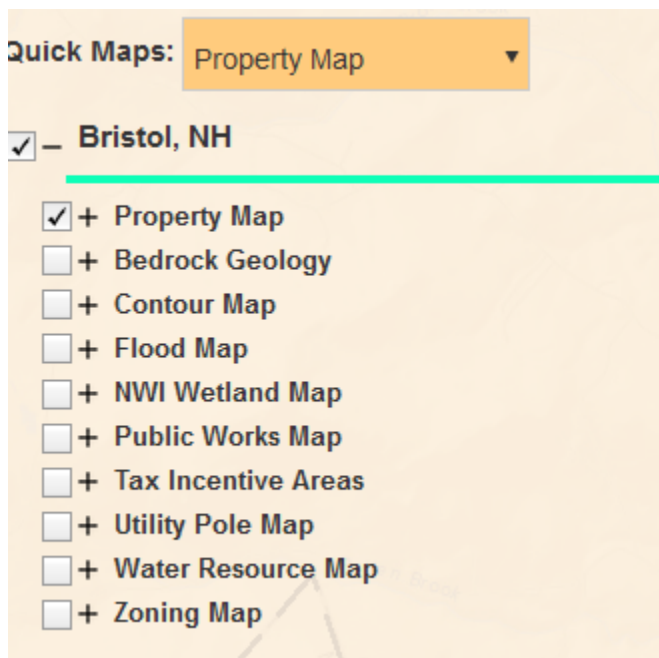 Quick Maps: Property Map
Bristol, NH
Property Map
Bedrock Geology
Contour Map
Flood Map
NWI Wetland Map
Public Works Map
Tax Incentive Areas
Utility Pole Map
Water Resource Map
Zoning Map